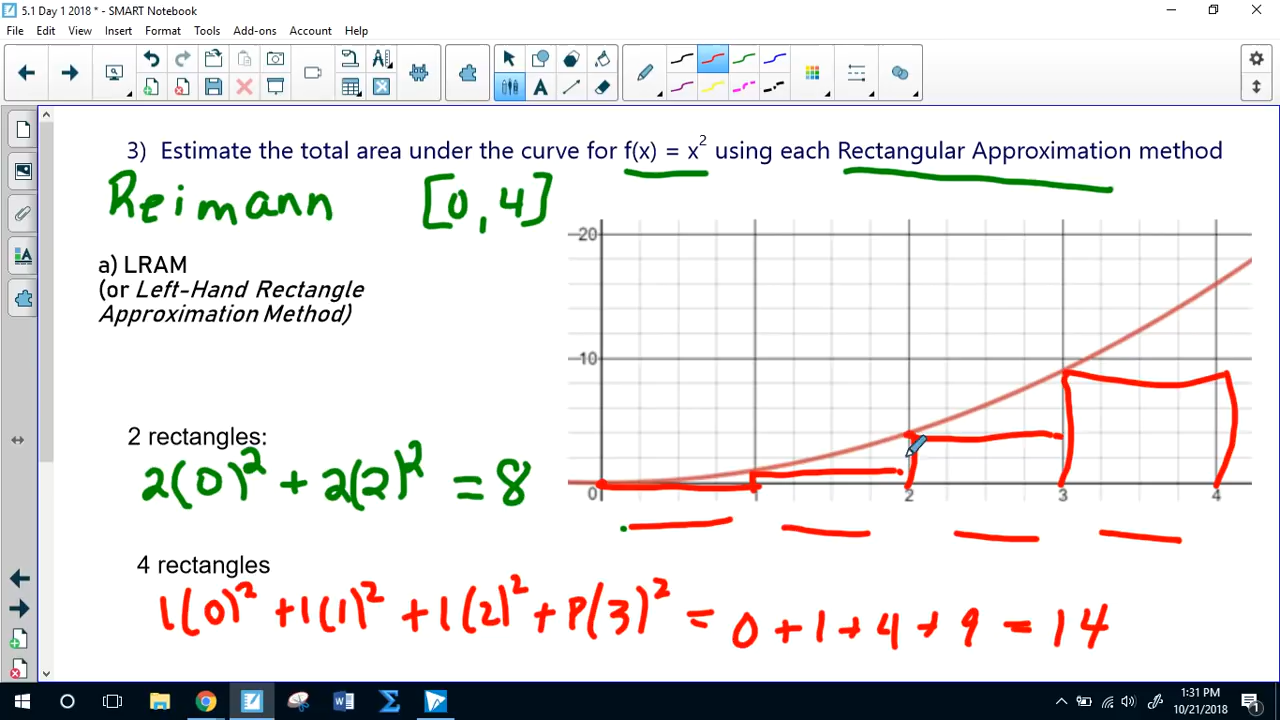 5.1 Day 1 2018 * - SMART Notebook
File Edit View Insert Format Tools Add-ons Account Help
3) Estimate the total area under the curve for f(x) = x² using each Rectangular Approximation method
Reimann [0,4]
a) LRAM
(or Left-Hand Rectangle
Approximation Method)
20
10
0 1 2 3 4
2 rectangles:
2(0)² + 2(2)² = 8
4 rectangles
1(0)² + 1(1)² + 1(2)² + 1(3)² = 0 + 1 + 4 + 9 = 14
1:31 PM
10/21/2018